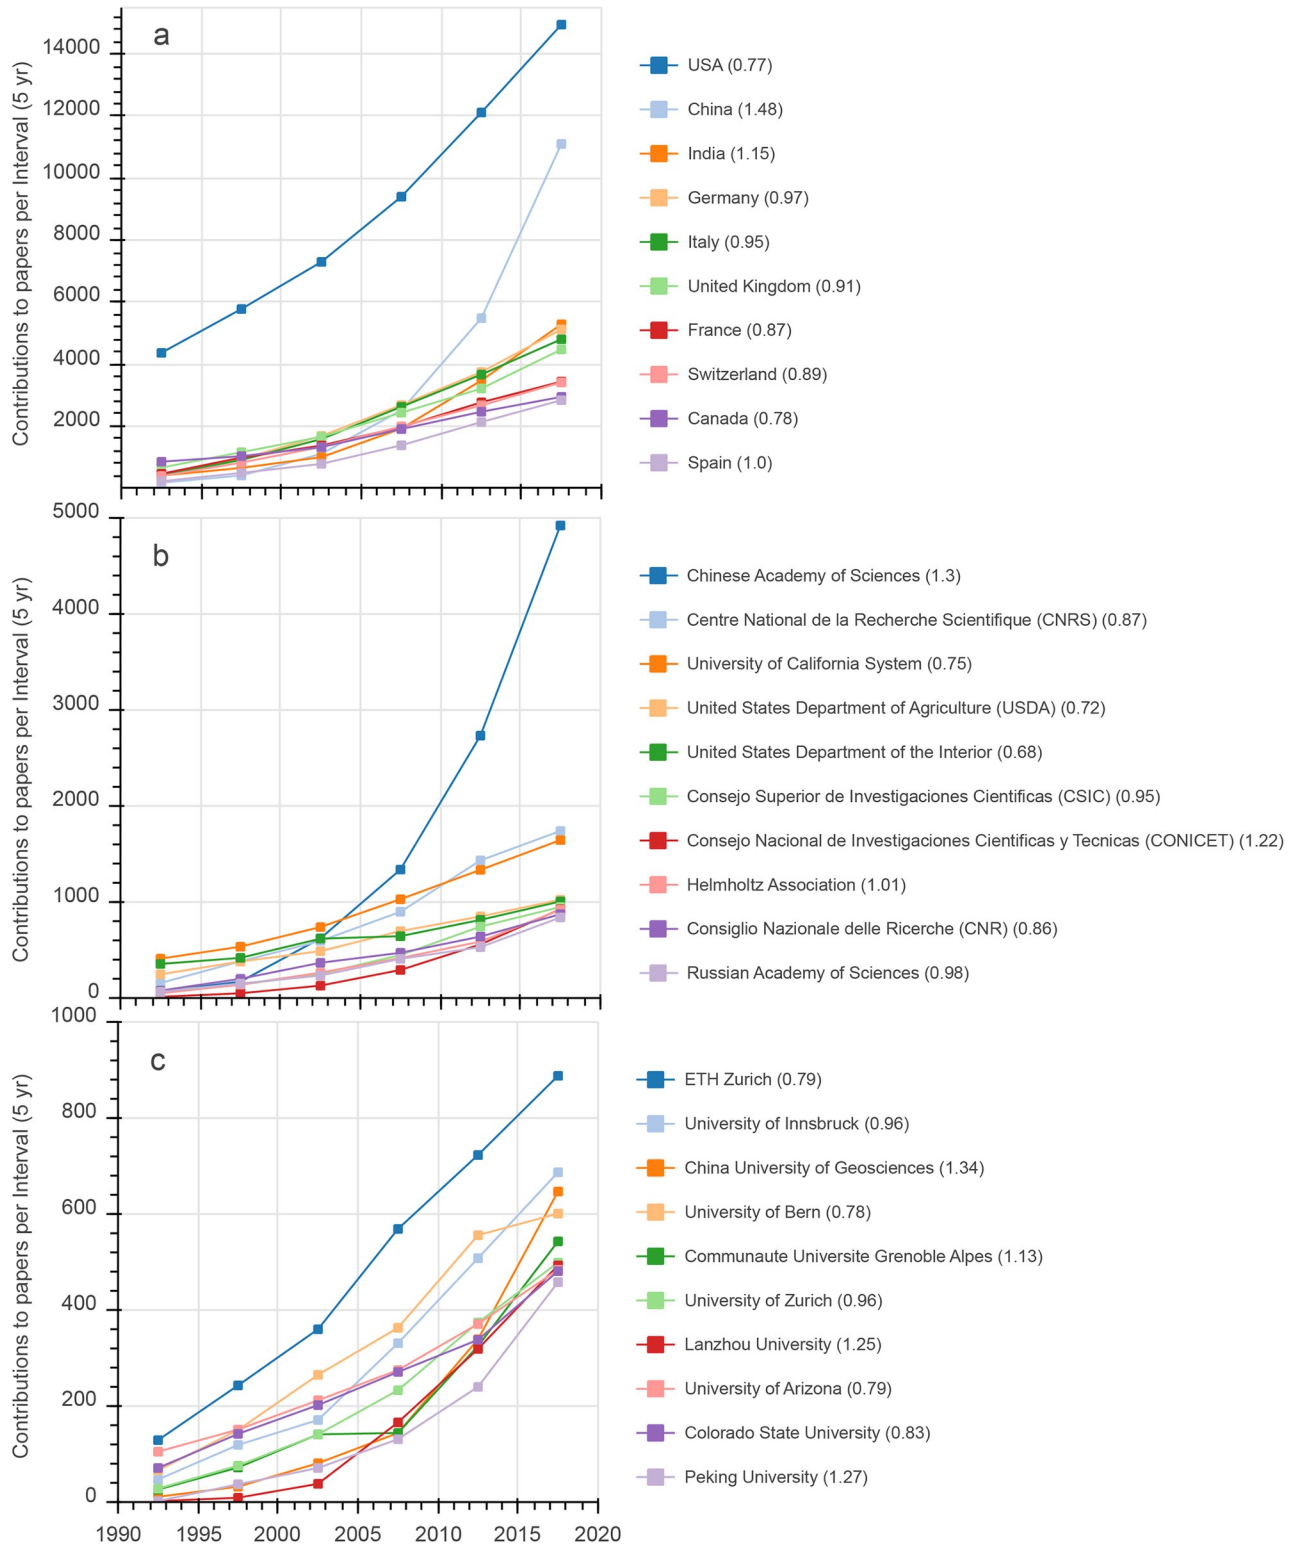 a
Contributions to papers per Interval (5 yr)
14000
12000
10000
8000
6000
4000
2000
USA (0.77)
China (1.48)
India (1.15)
Germany (0.97)
Italy (0.95)
United Kingdom (0.91)
France (0.87)
Switzerland (0.89)
Canada (0.78)
Spain (1.0)
b
Contributions to papers per Interval (5 yr)
5000
4000
3000
2000
1000
0
Chinese Academy of Sciences (1.3)
Centre National de la Recherche Scientifique (CNRS) (0.87)
University of California System (0.75)
United States Department of Agriculture (USDA) (0.72)
United States Department of the Interior (0.68)
Consejo Superior de Investigaciones Cientificas (CSIC) (0.95)
Consejo Nacional de Investigaciones Cientificas y Tecnicas (CONICET) (1.22)
Helmholtz Association (1.01)
Consiglio Nazionale delle Ricerche (CNR) (0.86)
Russian Academy of Sciences (0.98)
c
Contributions to papers per Interval (5 yr)
1000
800
600
400
200
0
1990 1995 2000 2005 2010 2015 2020
ETH Zurich (0.79)
University of Innsbruck (0.96)
China University of Geosciences (1.34)
University of Bern (0.78)
Communaute Universite Grenoble Alpes (1.13)
University of Zurich (0.96)
Lanzhou University (1.25)
University of Arizona (0.79)
Colorado State University (0.83)
Peking University (1.27)